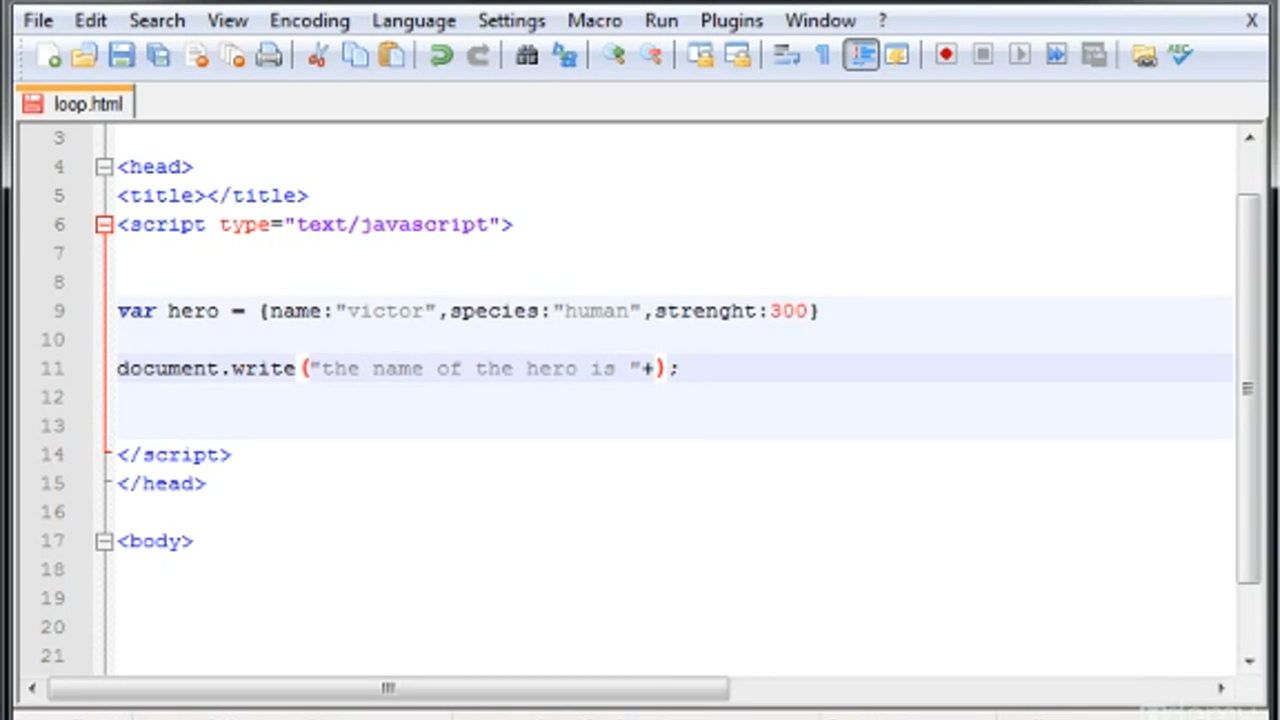 File Edit Search View Encoding Language Settings Macro Run Plugins Window ? X
loop.html
3
4 <head>
5 <title></title>
6 <script type="text/javascript">
7
8
9 var hero = {name:"victor",species:"human",strenght:300}
10
11 document.write("the name of the hero is "+);
12
13
14 </script>
15 </head>
16
17 <body>
18
19
20
21